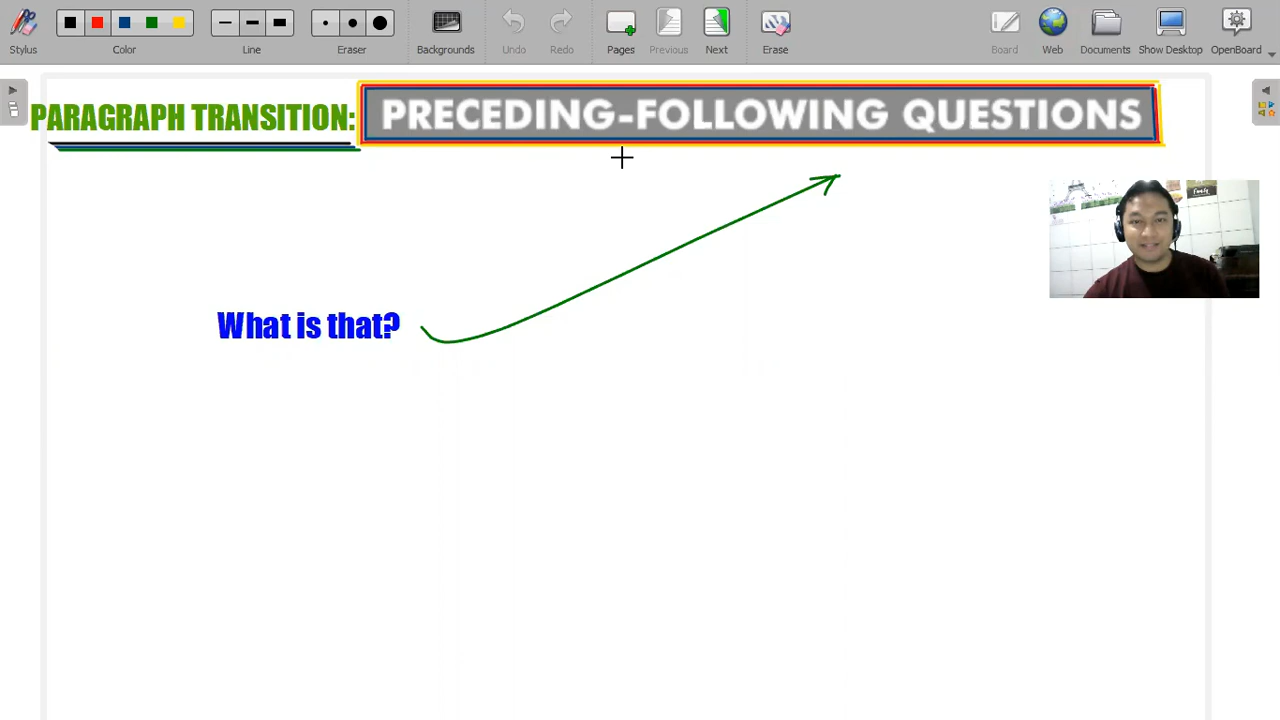 Stylus
Color
Line
Eraser
Backgrounds
Undo
Redo
Pages
Previous
Next
Erase
Board
Web
Documents
Show Desktop
OpenBoard
PARAGRAPH TRANSITION:
PRECEDING-FOLLOWING QUESTIONS
What is that?